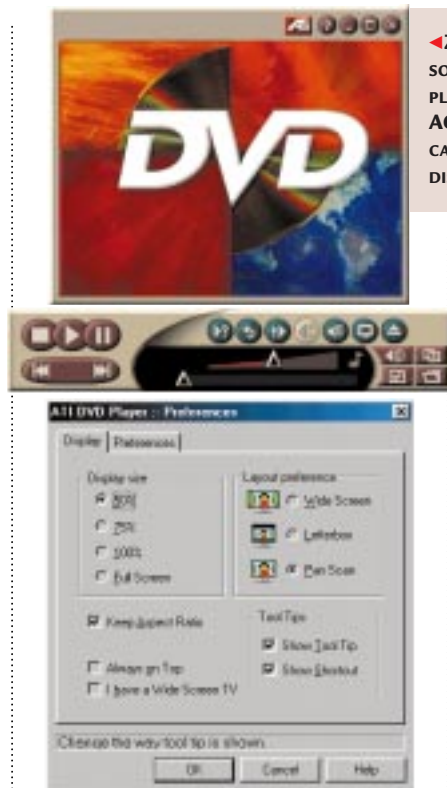 ATI
SO
PL
AC
CA
DI
DVD
ATI DVD Player :: Preferences
Display Preferences
Display size
50%
75%
100%
Full Screen
Layout preference
Wide Screen
Letterbox
Pan Scan
Keep Aspect Ratio
Always on Top
I have a Wide Screen TV
Tool Tips
Show Tool Tip
Show Shortcut
Change the way tool tip is shown.
OK Cancel Help